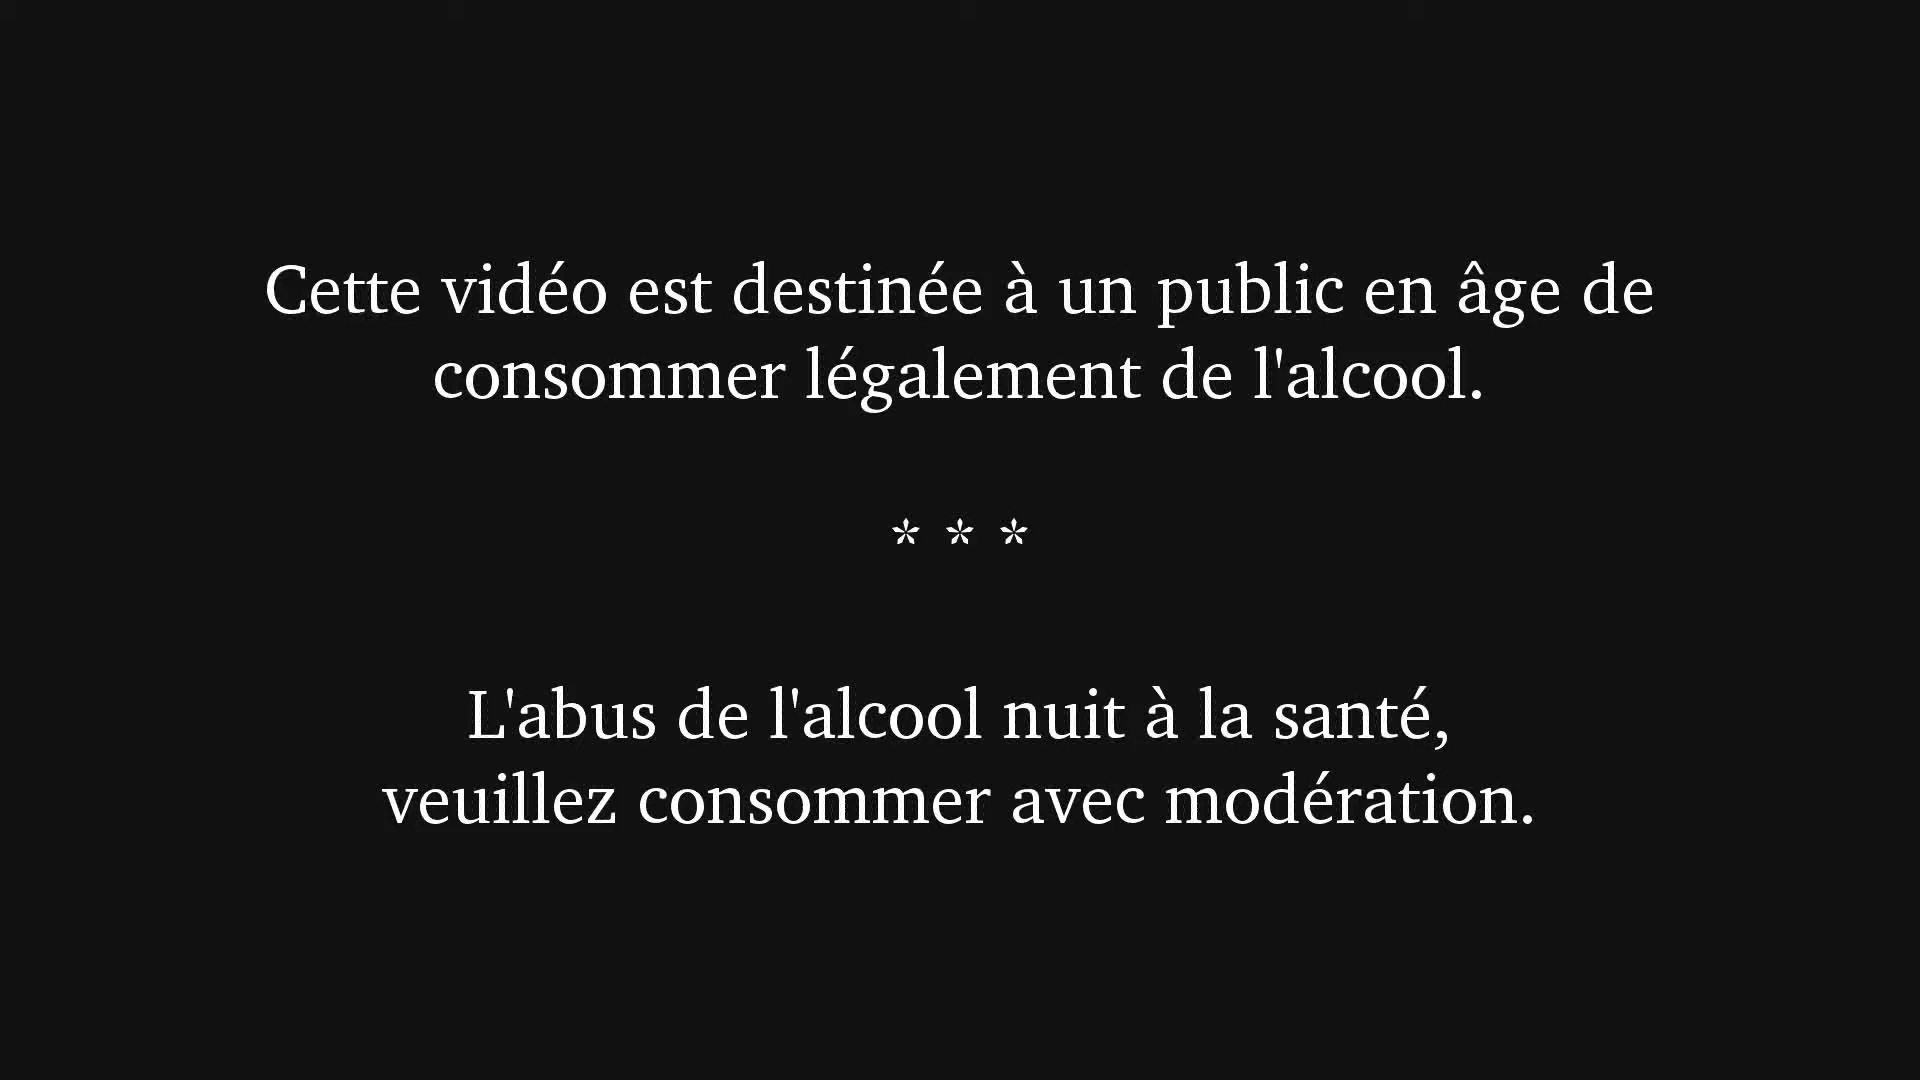 Cette vidéo est destinée à un public en âge de
consommer légalement de l'alcool.
* * *
L'abus de l'alcool nuit à la santé,
veuillez consommer avec modération.